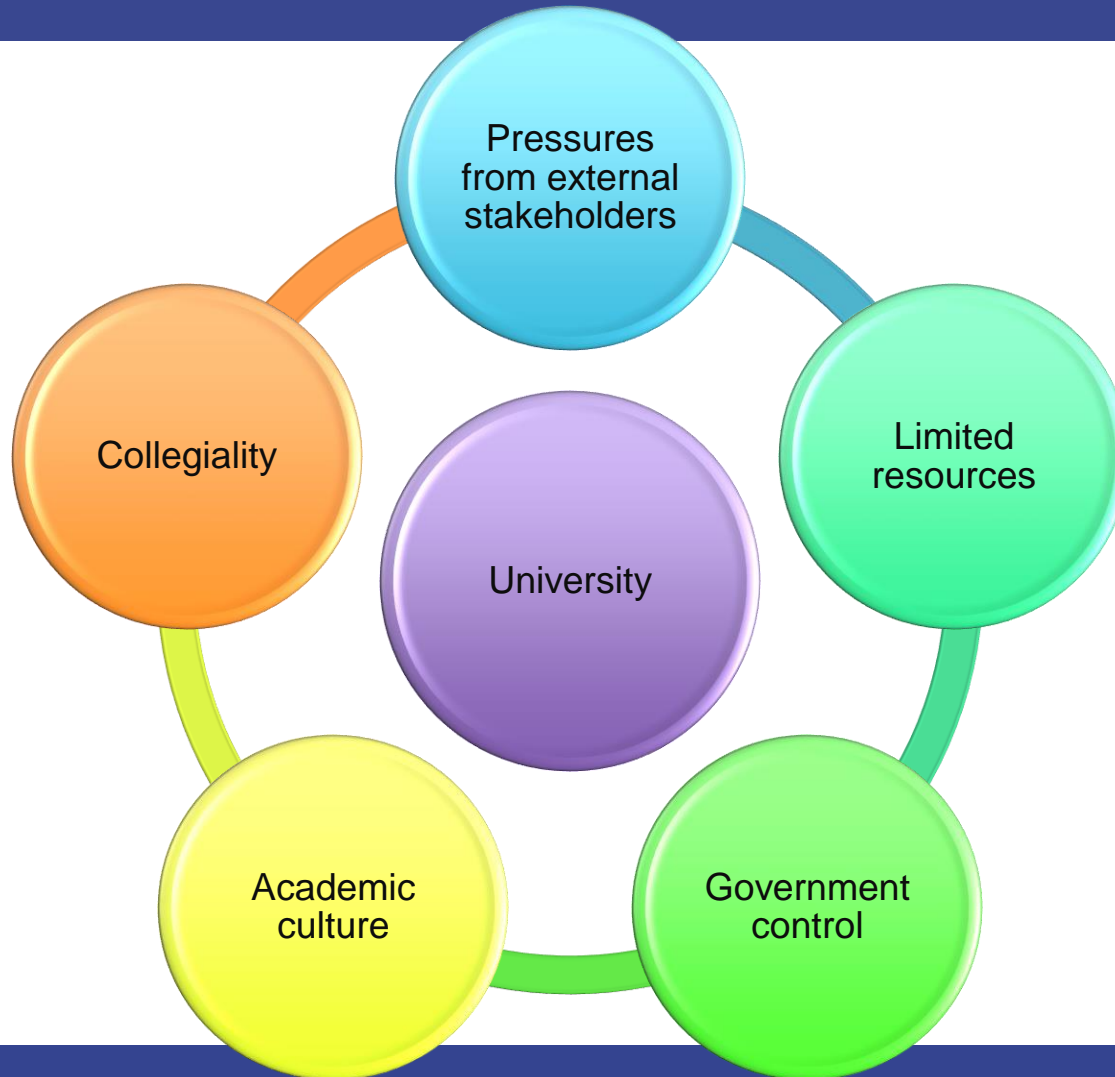 Pressures
from external
stakeholders
Limited
resources
Government
control
Academic
culture
Collegiality
University